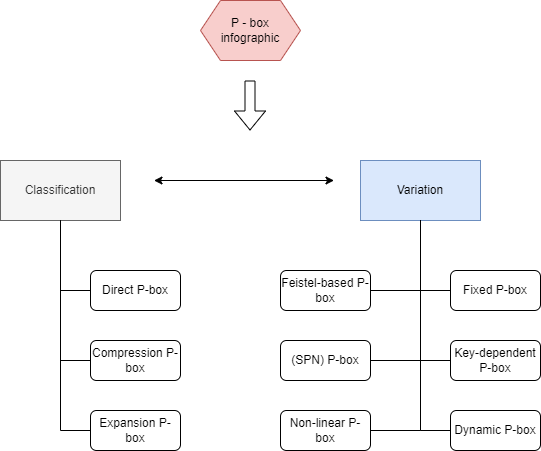 P - box
infographic
Classification
Variation
Direct P-box
Feistel-based P-
box
Fixed P-box
Compression P-
box
(SPN) P-box
Key-dependent
P-box
Expansion P-
box
Non-linear P-
box
Dynamic P-box